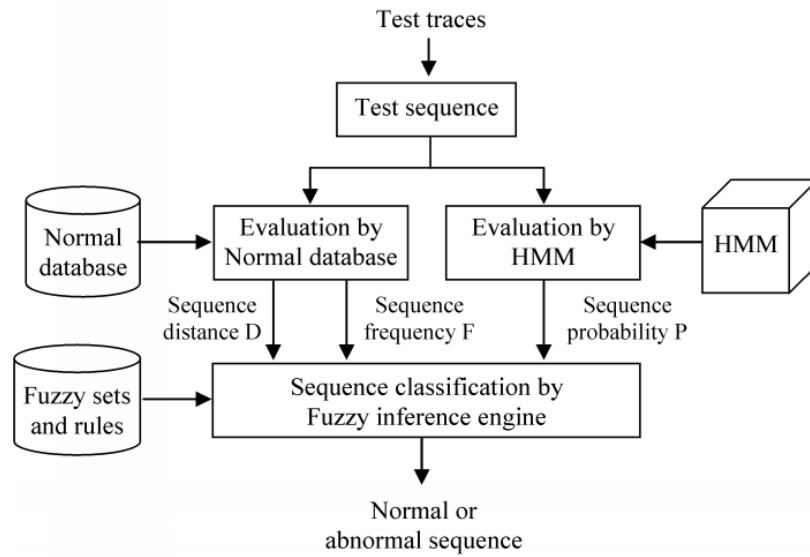 Test traces
Test sequence
Normal
database
Evaluation by
Normal database
Evaluation by
HMM
HMM
Sequence
distance D
Sequence
frequency F
Sequence
probability P
Fuzzy sets
and rules
Sequence classification by
Fuzzy inference engine
Normal or
abnormal sequence